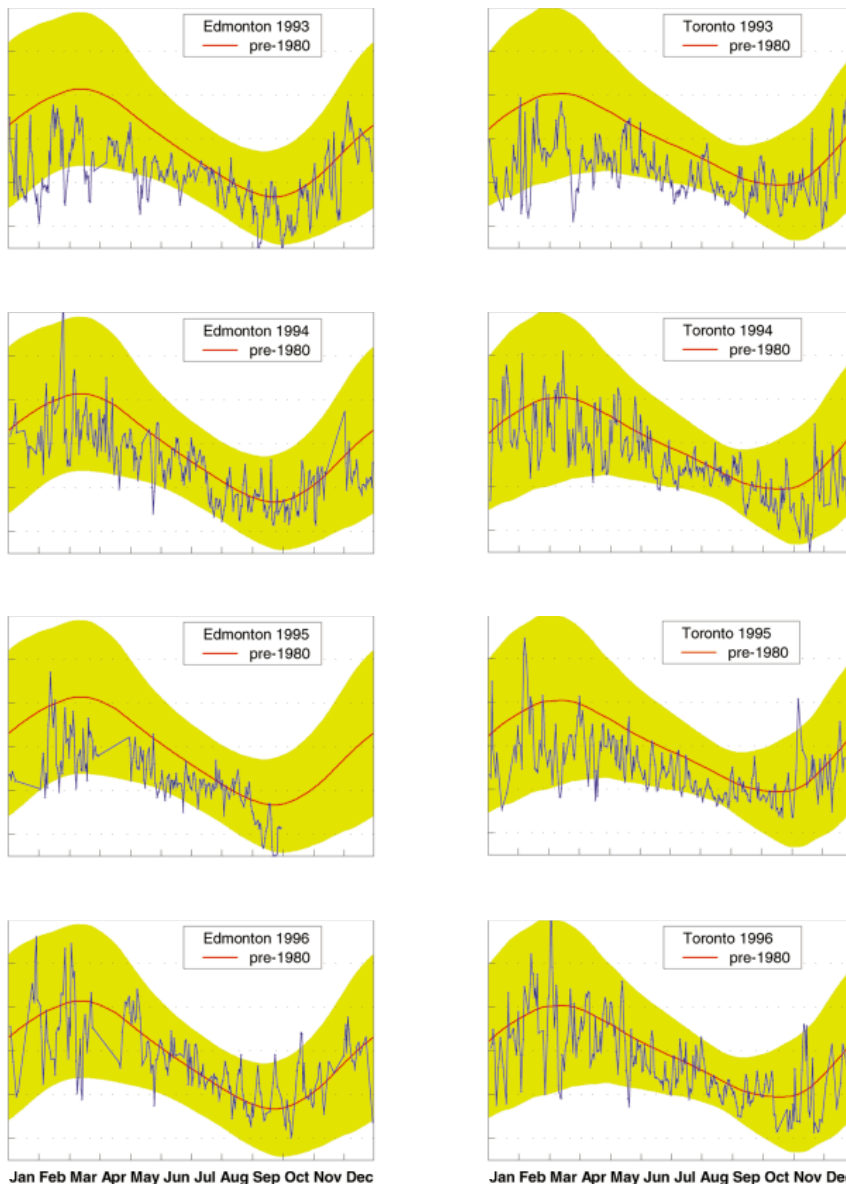 Edmonton 1993
pre-1980
Toronto 1993
pre-1980
Edmonton 1994
pre-1980
Toronto 1994
pre-1980
Edmonton 1995
pre-1980
Toronto 1995
pre-1980
Edmonton 1996
pre-1980
Toronto 1996
pre-1980
Jan Feb Mar Apr May Jun Jul Aug Sep Oct Nov Dec
Jan Feb Mar Apr May Jun Jul Aug Sep Oct Nov De